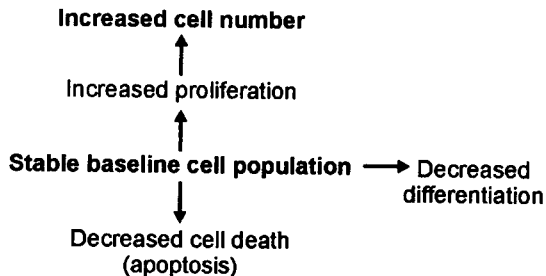 Increased cell number
Increased proliferation
Stable baseline cell population
Decreased
differentiation
Decreased cell death
(apoptosis)